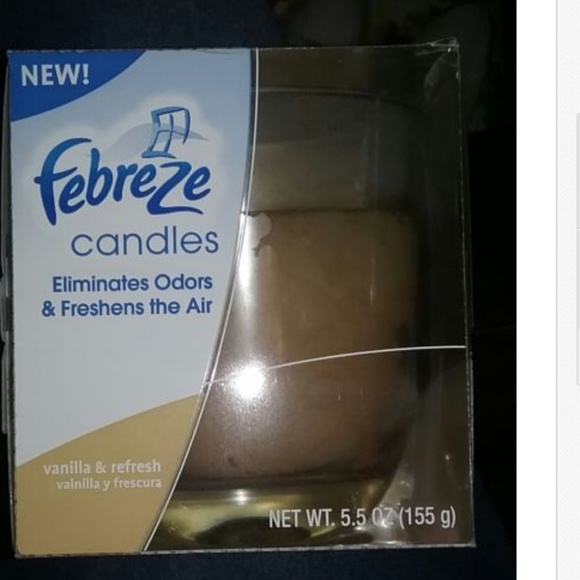 NEW!
febreze
candles
Eliminates Odors
& Freshens the Air
vanilla & refresh
vainilla y frescura
NET WT. 5.5 OZ (155 g)